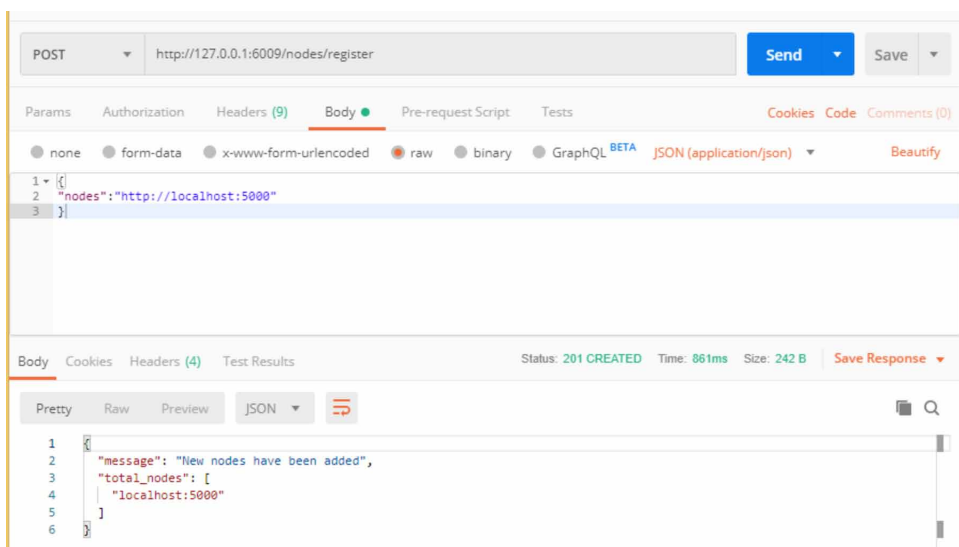 POST http://127.0.0.1:6009/nodes/register Send Save
Params Authorization Headers (9) Body Pre-request Script Tests Cookies Code Comments (0)
none form-data x-www-form-urlencoded raw binary GraphQL BETA JSON (application/json) Beautify
1 {
2 "nodes":"http://localhost:5000"
3 }
Body Cookies Headers (4) Test Results Status: 201 CREATED Time: 861ms Size: 242 B Save Response
Pretty Raw Preview JSON
1 {
2 "message": "New nodes have been added",
3 "total_nodes": [
4 "localhost:5000"
5 ]
6 }